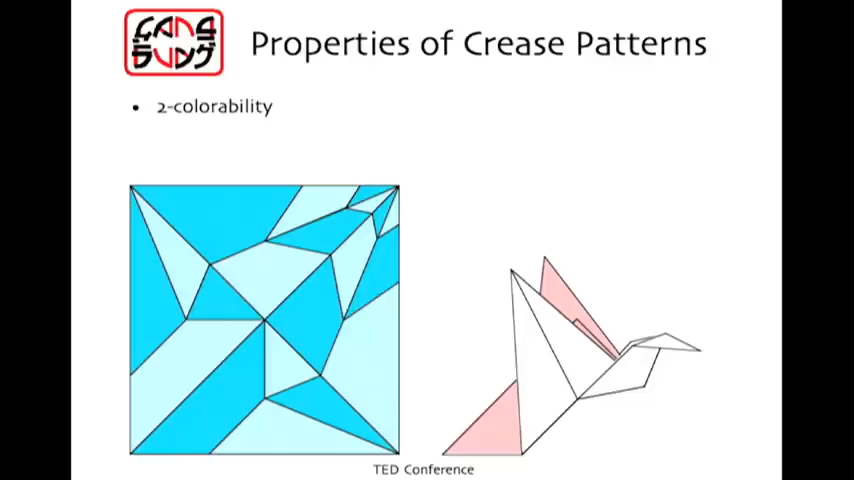 Properties of Crease Patterns
• 2-colorability
TED Conference